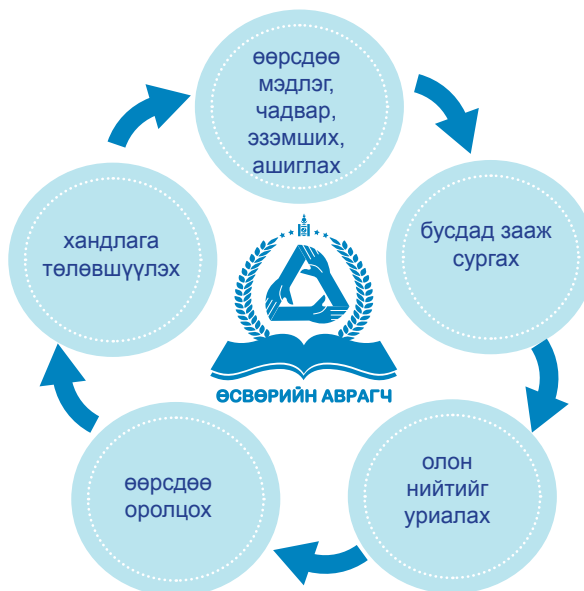 өөрсдөө
мэдлэг,
чадвар,
эзэмших,
ашиглах
бусдад зааж
сургах
олон
нийтийг
уриалах
өөрсдөө
оролцох
хандлага
төлөвшүүлэх
ӨСВӨРИЙН АВРАГЧ